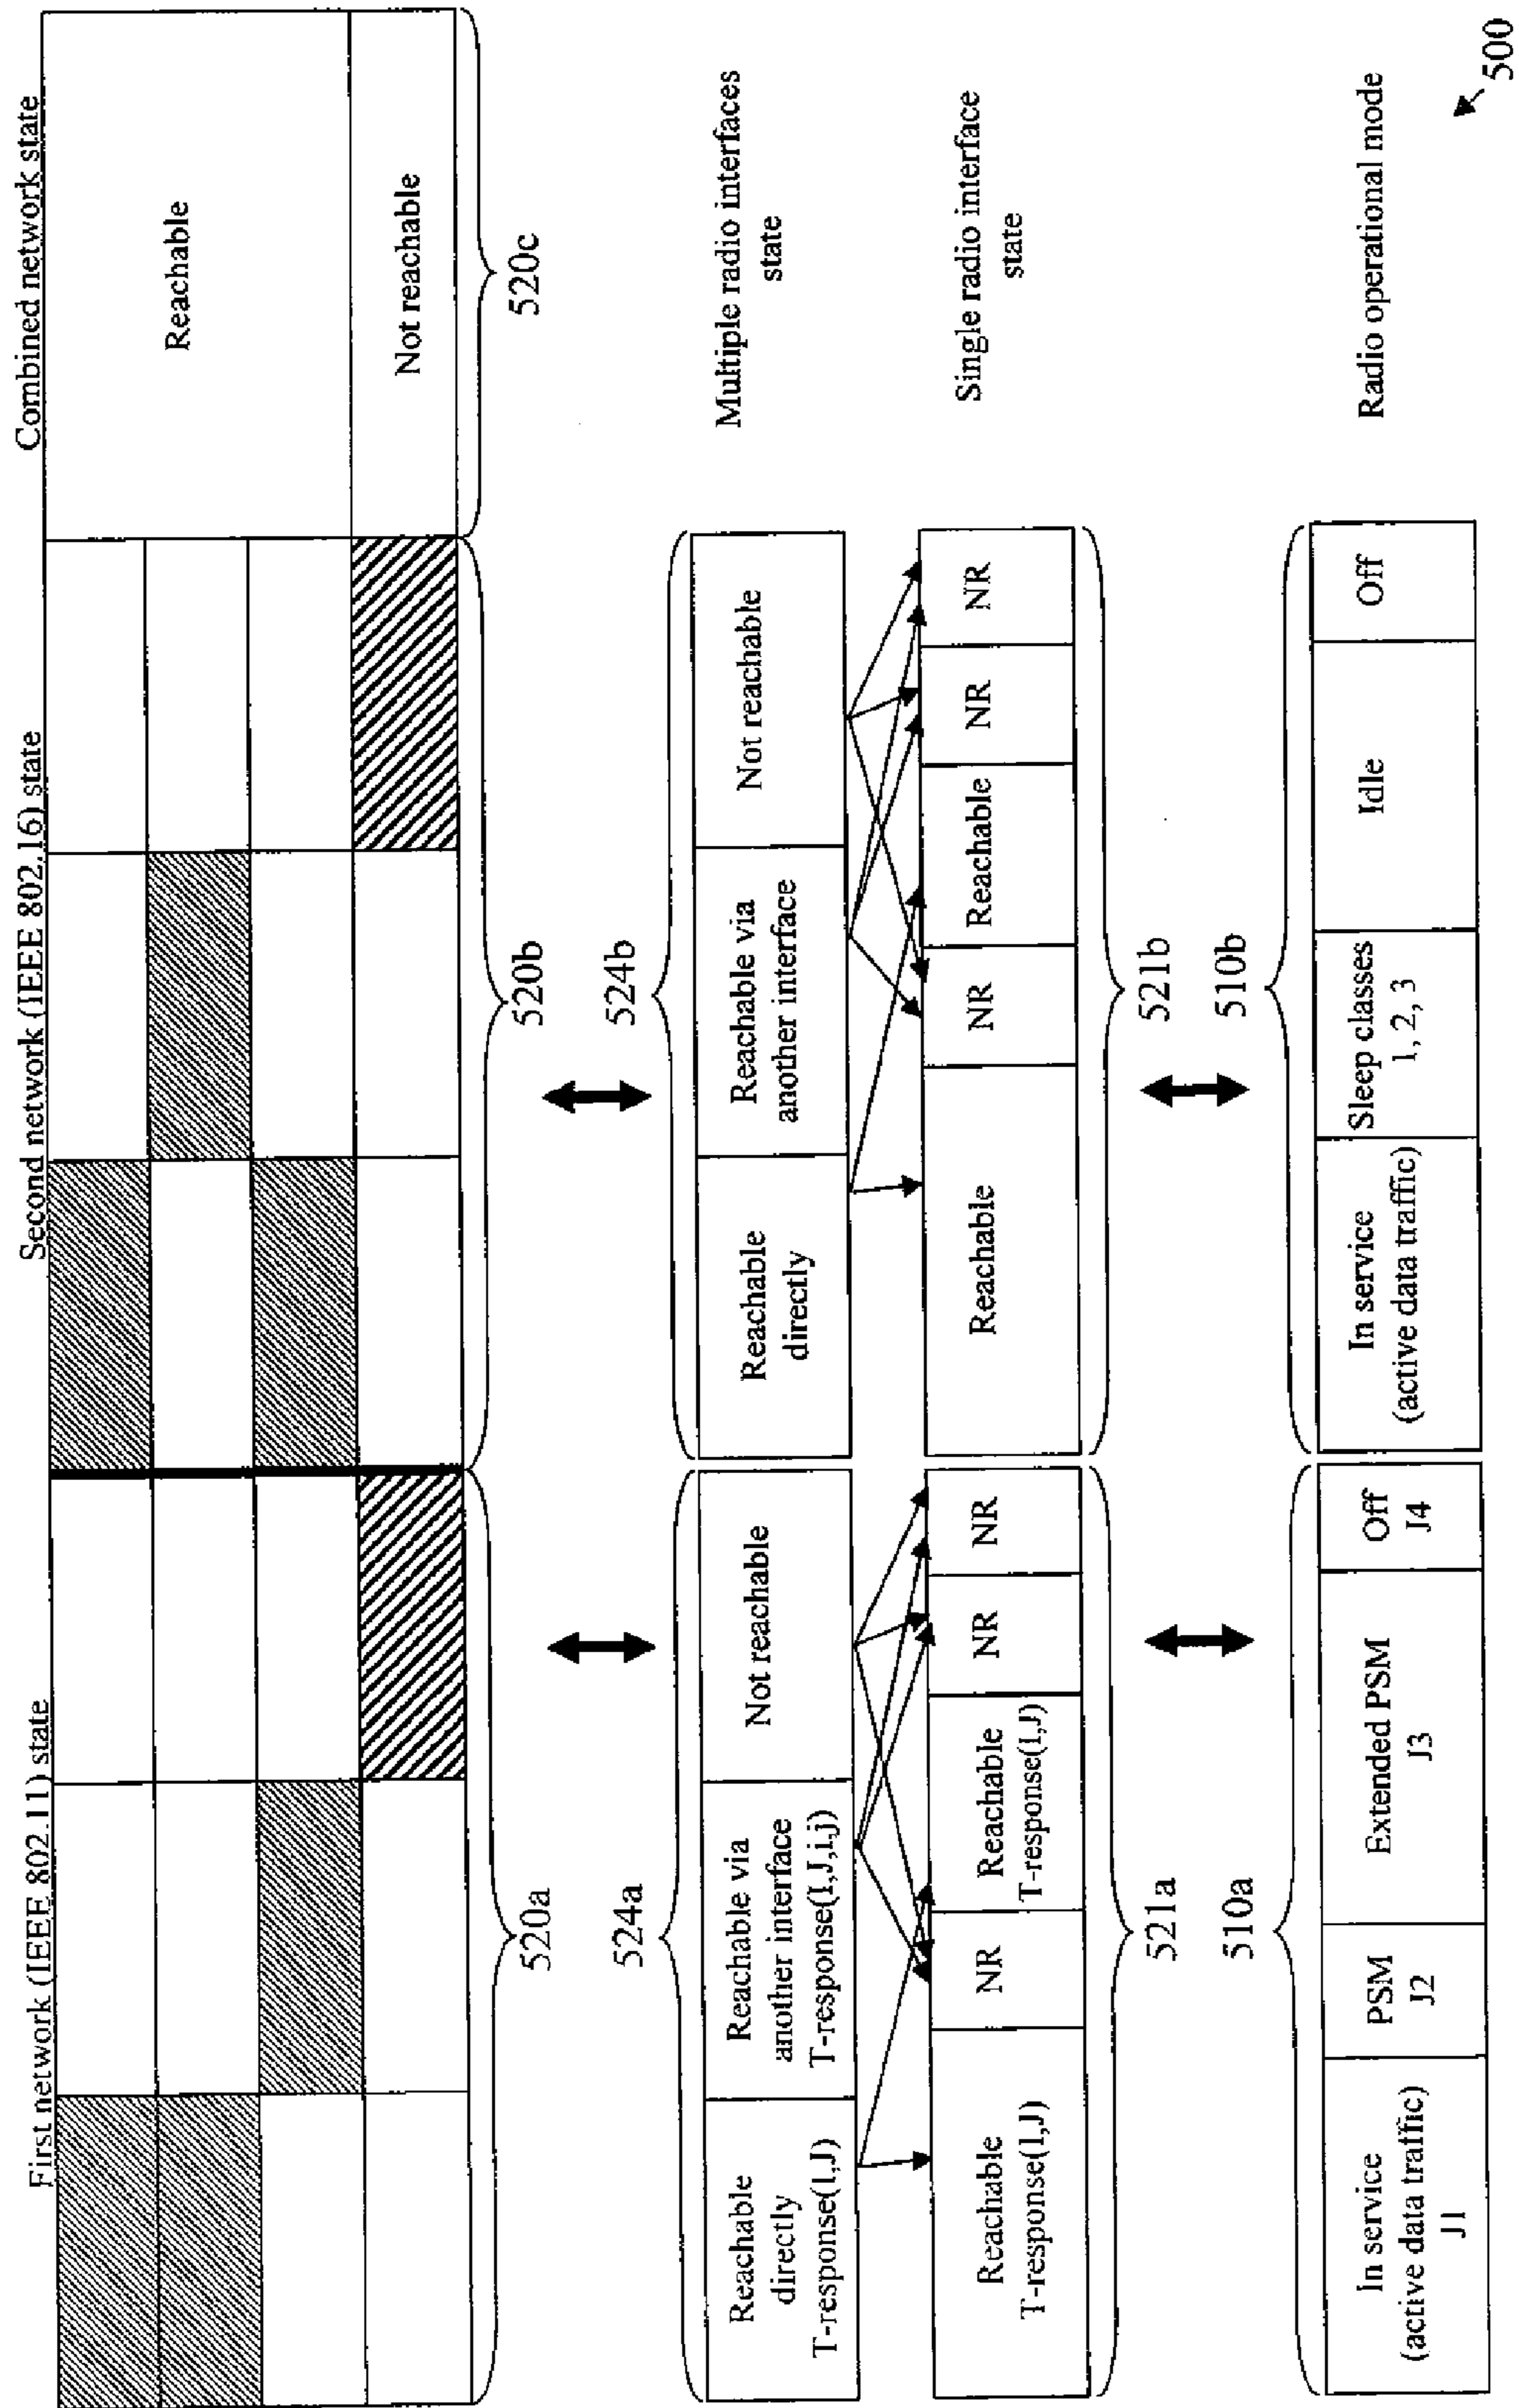 First network (IEEE 802.11) state
Second network (IEEE 802.16) state
Combined network state
Reachable
Not reachable
520a
520b
520c
524a
524b
Reachable
directly
T-response(I,J)
Reachable via
another interface
T-response(I,J,i,j)
Not reachable
Reachable
directly
Reachable via
another interface
Not reachable
Multiple radio interfaces
state
Reachable
T-response(I,J)
NR
Reachable
T-response(I,J)
NR
NR
Reachable
NR
Reachable
NR
NR
Single radio interface
state
521a
521b
510a
510b
In service
(active data traffic)
J1
PSM
J2
Extended PSM
J3
Off
J4
In service
(active data traffic)
Sleep classes
1, 2, 3
Idle
Off
Radio operational mode
500